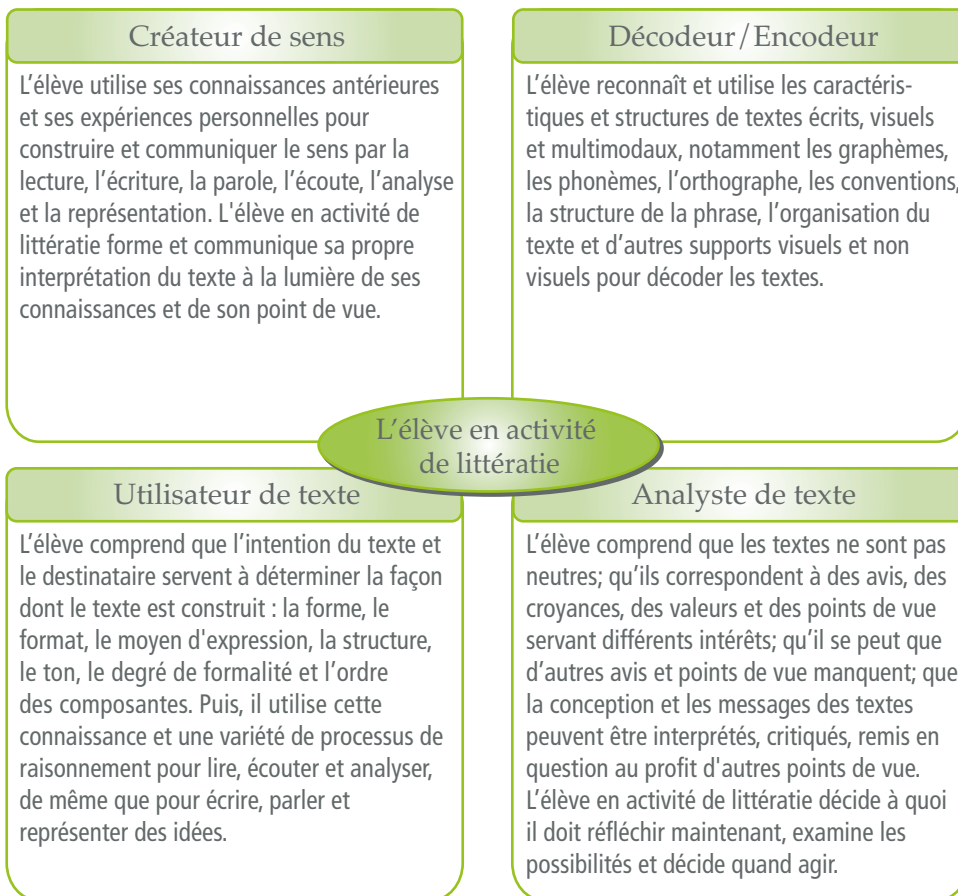 Créateur de sens
L'élève utilise ses connaissances antérieures
et ses expériences personnelles pour
construire et communiquer le sens par la
lecture, l'écriture, la parole, l'écoute, l'analyse
et la représentation. L'élève en activité de
littératie forme et communique sa propre
interprétation du texte à la lumière de ses
connaissances et de son point de vue.
Décodeur/Encodeur
L'élève reconnaît et utilise les caractéris-
tiques et structures de textes écrits, visuels
et multimodaux, notamment les graphèmes,
les phonèmes, l'orthographe, les conventions,
la structure de la phrase, l'organisation du
texte et d'autres supports visuels et non
visuels pour décoder les textes.
L'élève en activité
de littératie
Utilisateur de texte
L'élève comprend que l'intention du texte et
le destinataire servent à déterminer la façon
dont le texte est construit : la forme, le
format, le moyen d'expression, la structure,
le ton, le degré de formalité et l'ordre
des composantes. Puis, il utilise cette
connaissance et une variété de processus de
raisonnement pour lire, écouter et analyser,
de même que pour écrire, parler et
représenter des idées.
Analyste de texte
L'élève comprend que les textes ne sont pas
neutres; qu'ils correspondent à des avis, des
croyances, des valeurs et des points de vue
servant différents intérêts; qu'il se peut que
d'autres avis et points de vue manquent; que
la conception et les messages des textes
peuvent être interprétés, critiqués, remis en
question au profit d'autres points de vue.
L'élève en activité de littératie décide à quoi
il doit réfléchir maintenant, examine les
possibilités et décide quand agir.